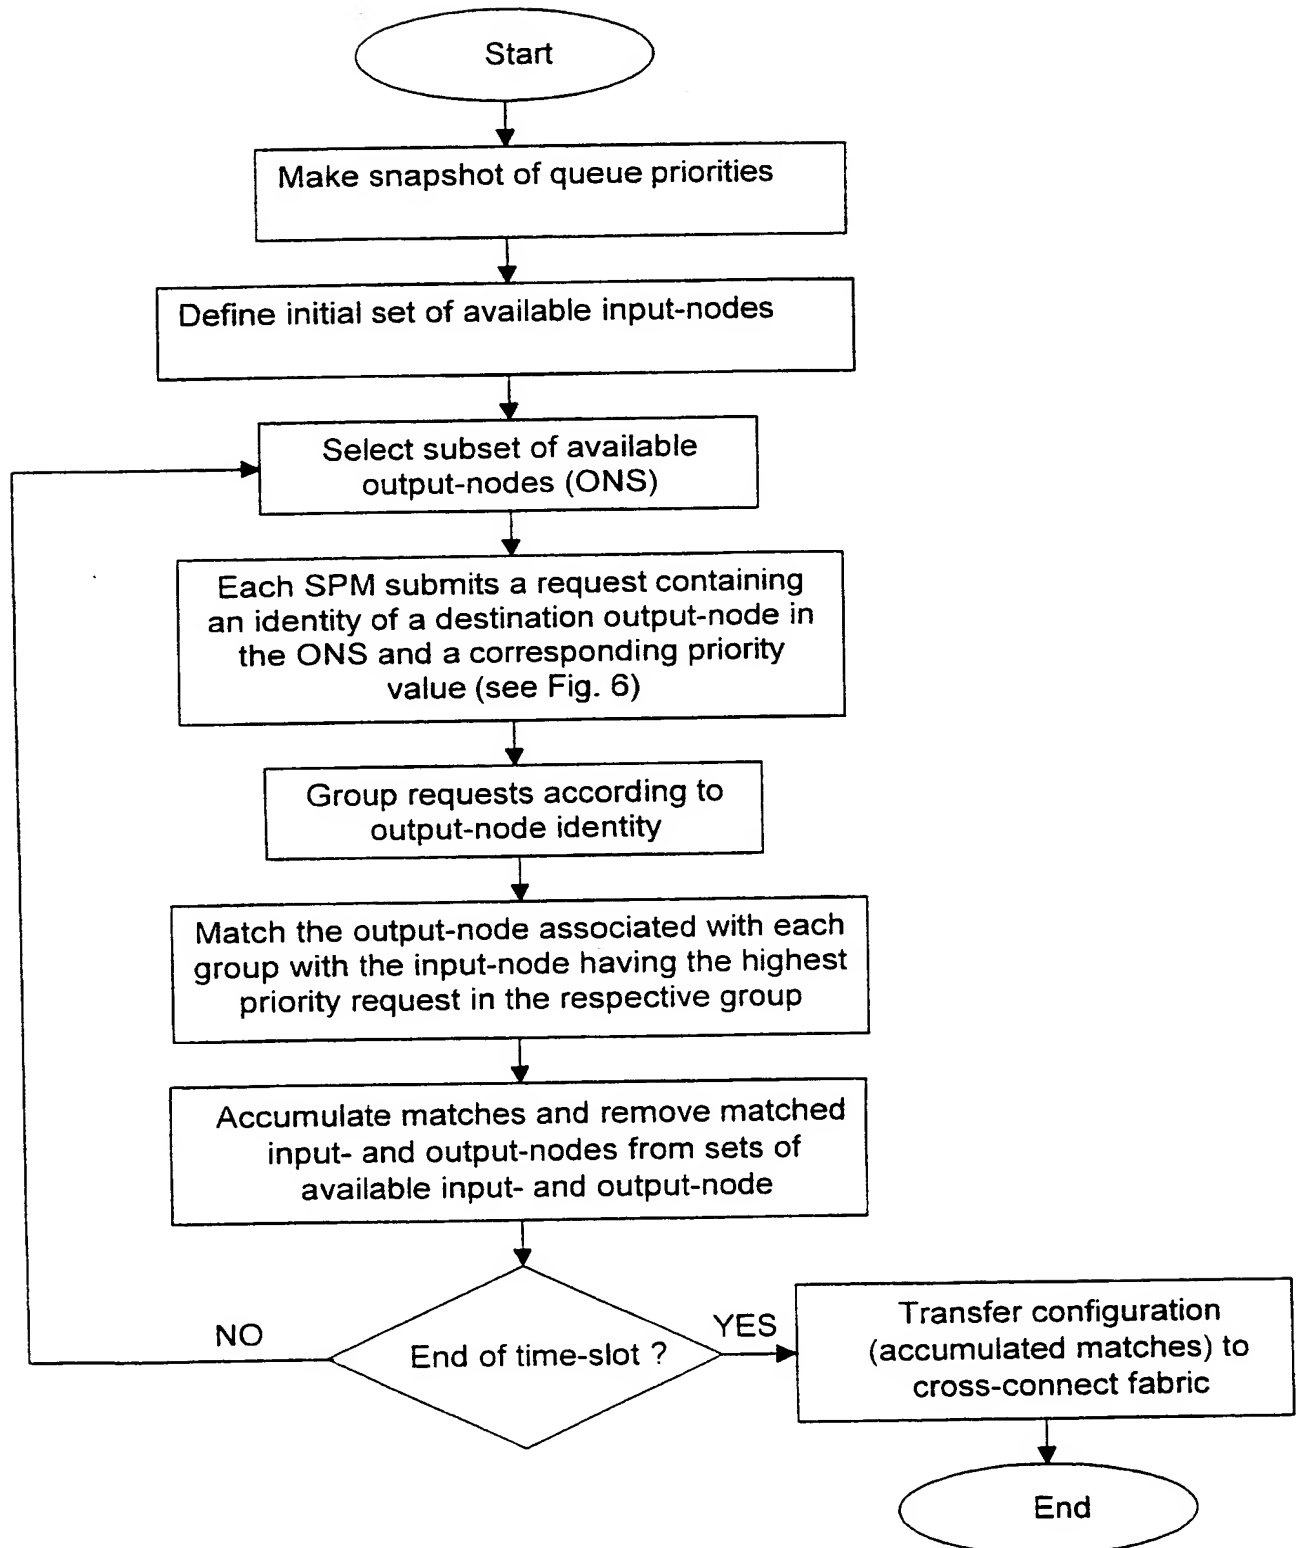 Start
Make snapshot of queue priorities
Define initial set of available input-nodes
Select subset of available
output-nodes (ONS)
Each SPM submits a request containing
an identity of a destination output-node in
the ONS and a corresponding priority
value (see Fig. 6)
Group requests according to
output-node identity
Match the output-node associated with each
group with the input-node having the highest
priority request in the respective group
Accumulate matches and remove matched
input- and output-nodes from sets of
available input- and output-node
End of time-slot ?
NO
YES
Transfer configuration
(accumulated matches) to
cross-connect fabric
End